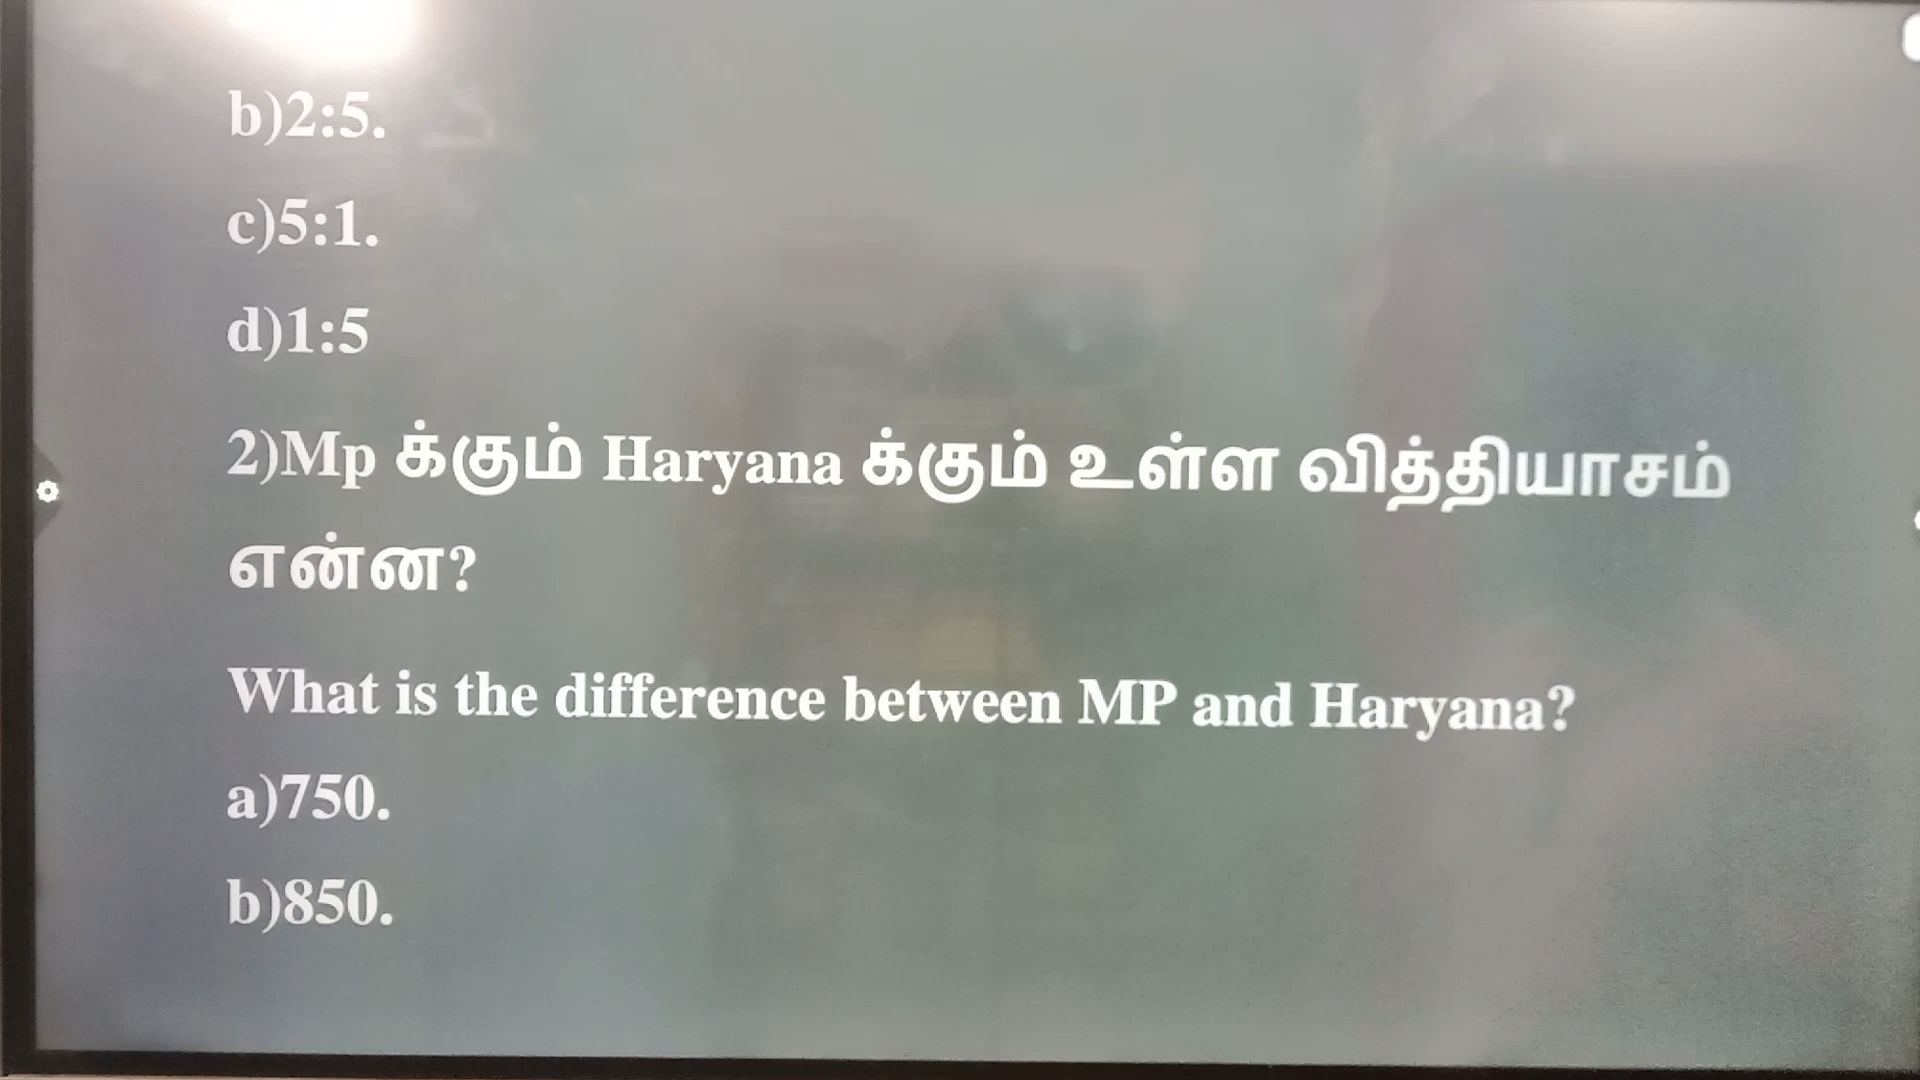 b)2:5.
c)5:1.
d)1:5
2)Mp க்கும் Haryana க்கும் உள்ள வித்தியாசம்
என்ன?
What is the difference between MP and Haryana?
a)750.
b)850.